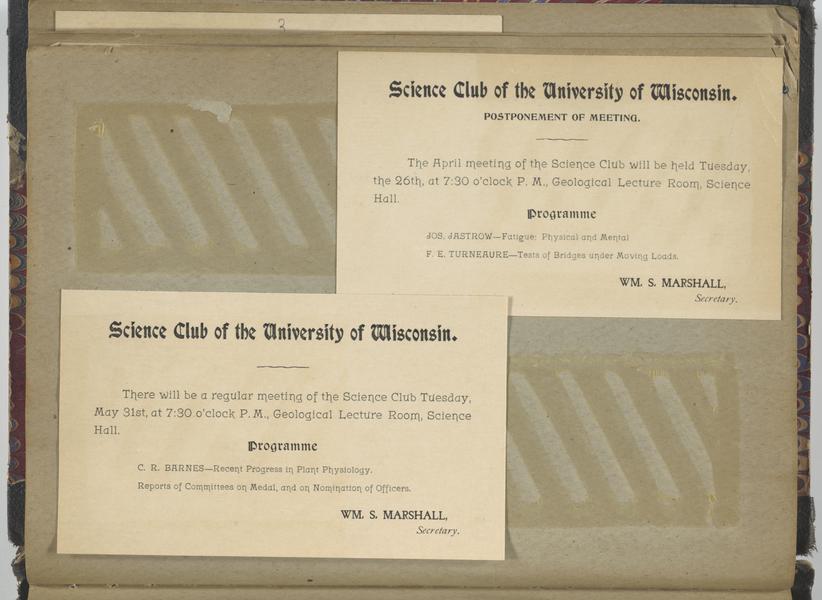 3
Science Club of the University of Wisconsin.
POSTPONEMENT OF MEETING.
The April meeting of the Science Club will be held Tuesday,
the 26th, at 7:30 o'clock P. M., Geological Lecture Room, Science
Hall.
Programme
JOS. JASTROW—Fatigue: Physical and Mental
F. E. TURNEAURE—Tests of Bridges under Moving Loads.
WM. S. MARSHALL,
Secretary.
Science Club of the University of Wisconsin.
There will be a regular meeting of the Science Club Tuesday,
May 31st, at 7:30 o'clock P. M., Geological Lecture Room, Science
Hall.
Programme
C. R. BARNES—Recent Progress in Plant Physiology.
Reports of Committees on Medal, and on Nomination of Officers.
WM. S. MARSHALL,
Secretary.